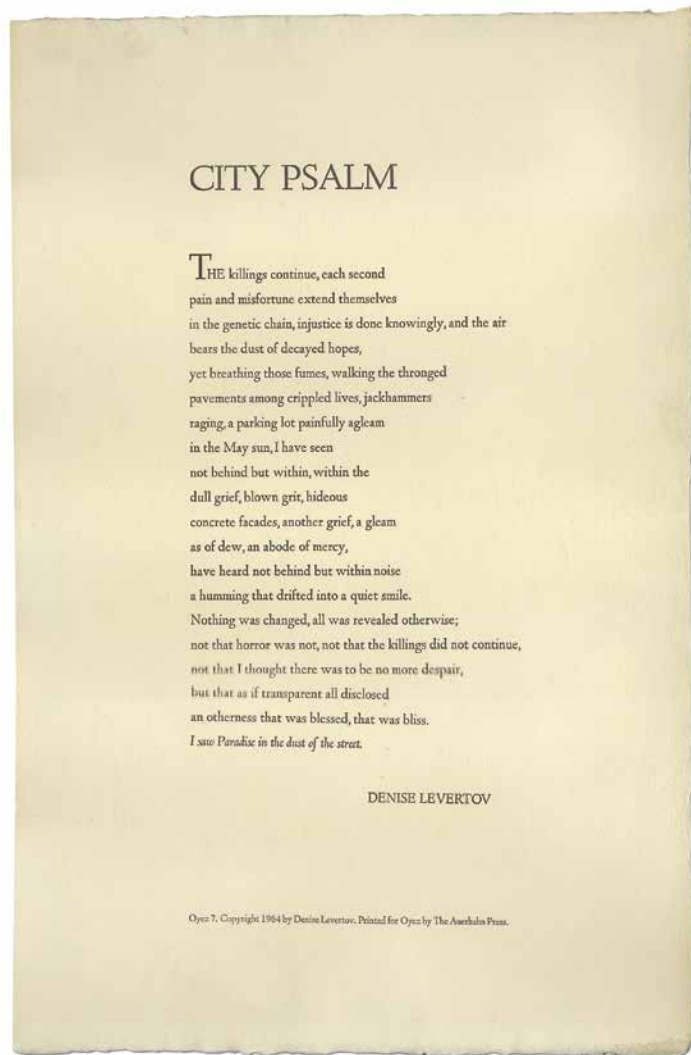 CITY PSALM
THE killings continue, each second
pain and misfortune extend themselves
in the genetic chain, injustice is done knowingly, and the air
bears the dust of decayed hopes,
yet breathing those fumes, walking the thronged
pavements among crippled lives, jackhammers
raging, a parking lot painfully agleam
in the May sun, I have seen
not behind but within, within the
dull grief, blown grit, hideous
concrete facades, another grief, a gleam
as of dew, an abode of mercy,
have heard not behind but within noise
a humming that drifted into a quiet smile.
Nothing was changed, all was revealed otherwise;
not that horror was not, not that the killings did not continue,
not that I thought there was to be no more despair,
but that as if transparent all disclosed
an otherness that was blessed, that was bliss.
I saw Paradise in the dust of the street.
DENISE LEVERTOV
Oyez 7. Copyright 1964 by Denise Levertov. Printed for Oyez by The Auerhahn Press.